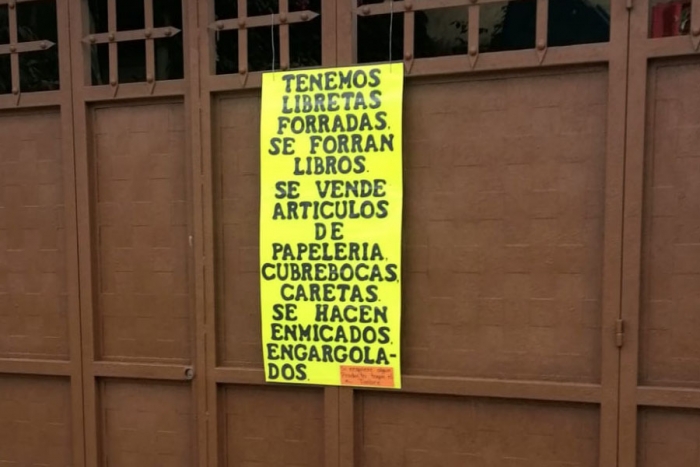 TENEMOS
LIBRETAS
FORRADAS.
SE FORRAN
LIBROS.
SE VENDE
ARTICULOS
DE
PAPELERIA,
CUBREBOCAS,
CARETAS.
SE HACEN
ENMICADOS,
ENGARGOLA-
DOS.